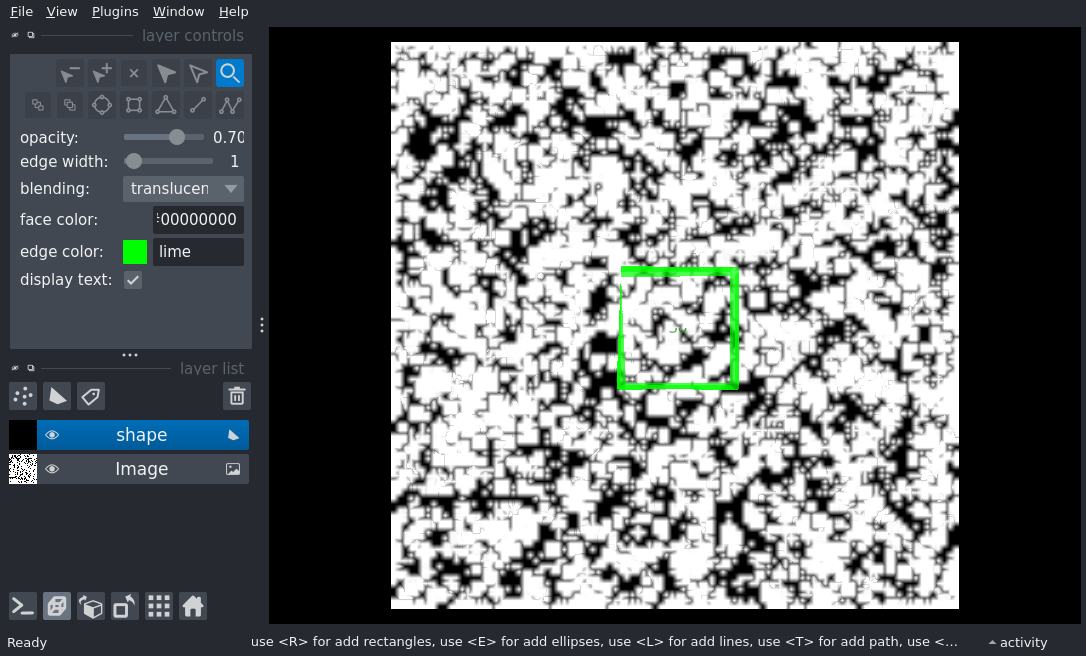 File View Plugins Window Help
layer controls
opacity: 0.70
edge width: 1
blending: translucen
face color: :00000000
edge color: lime
display text:
layer list
shape
Image
Ready use <R> for add rectangles, use <E> for add ellipses, use <L> for add lines, use <T> for add path, use <... activity